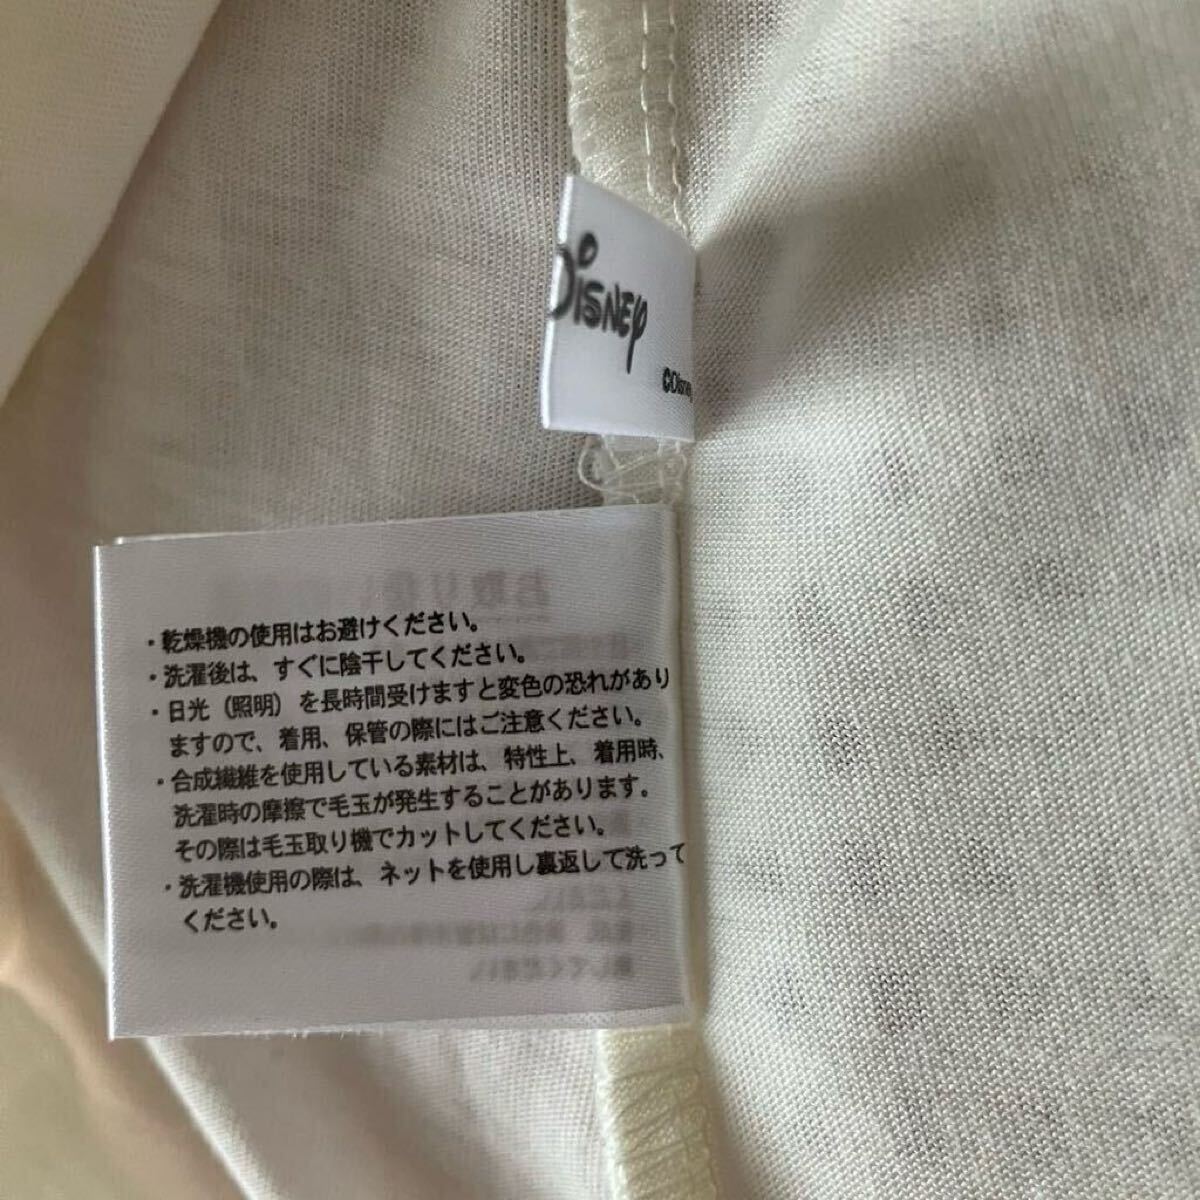 Disney
©Disney
・乾燥機の使用はお避けください。
・洗濯後は、すぐに陰干してください。
・日光（照明）を長時間受けますと変色の恐れがあり
ますので、着用、保管の際にはご注意ください。
・合成繊維を使用している素材は、特性上、着用時、
洗濯時の摩擦で毛玉が発生することがあります。
その際は毛玉取り機でカットしてください。
・洗濯機使用の際は、ネットを使用し裏返して洗って
ください。